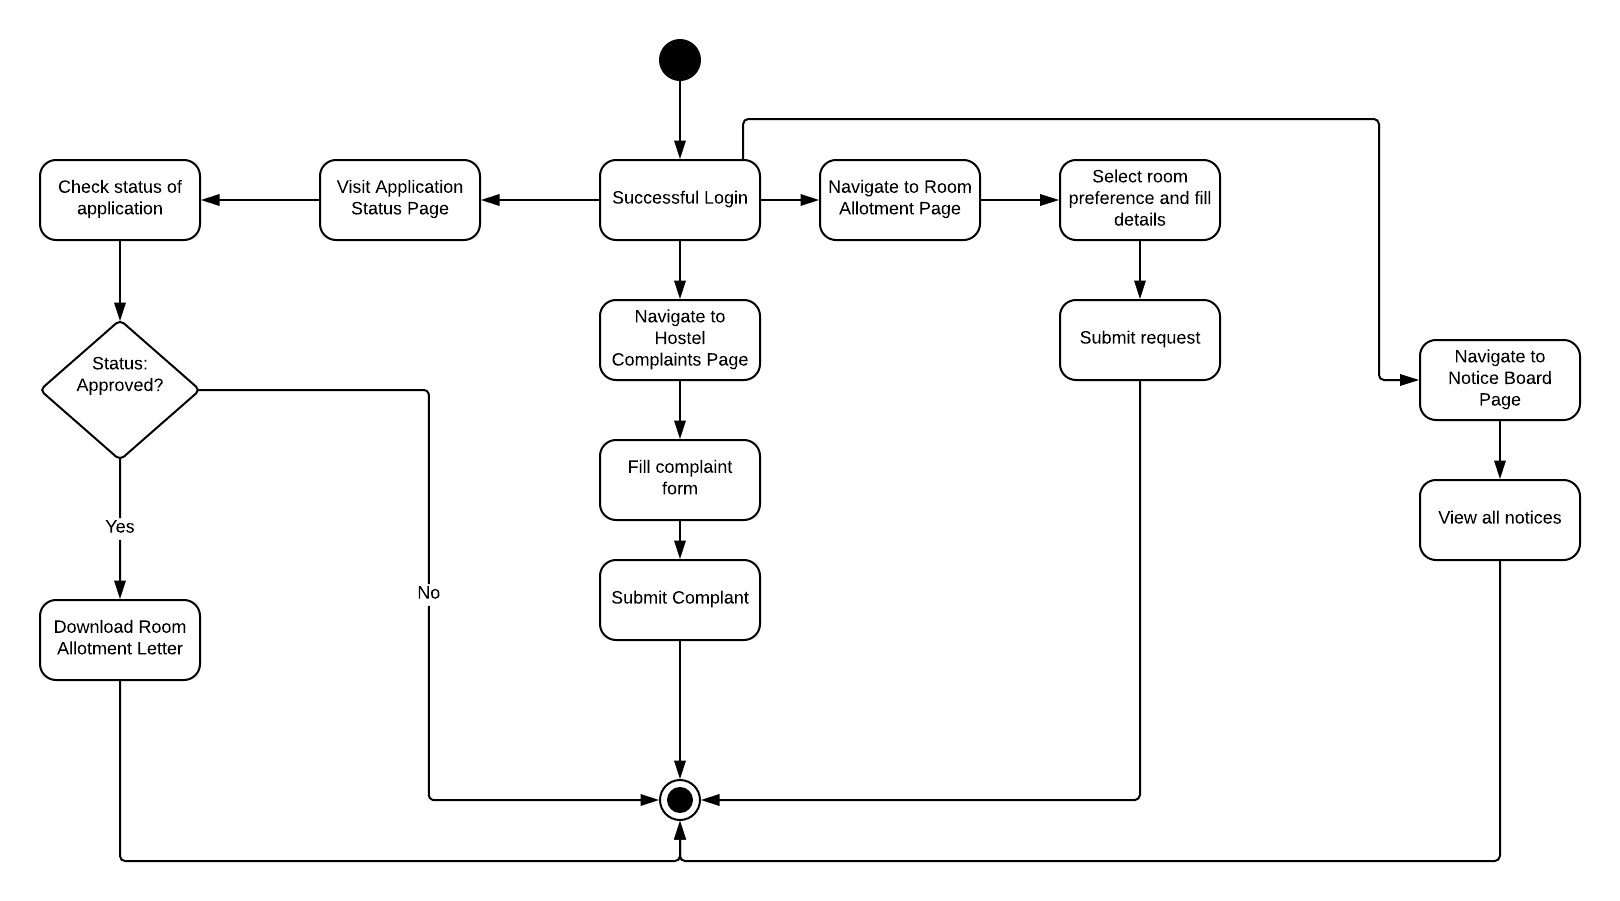 Check status of
application
Visit Application
Status Page
Successful Login
Navigate to Room
Allotment Page
Select room
preference and fill
details
Navigate to
Hostel
Complaints Page
Submit request
Status:
Approved?
Navigate to
Notice Board
Page
Fill complaint
form
View all notices
Yes
No
Submit Complant
Download Room
Allotment Letter